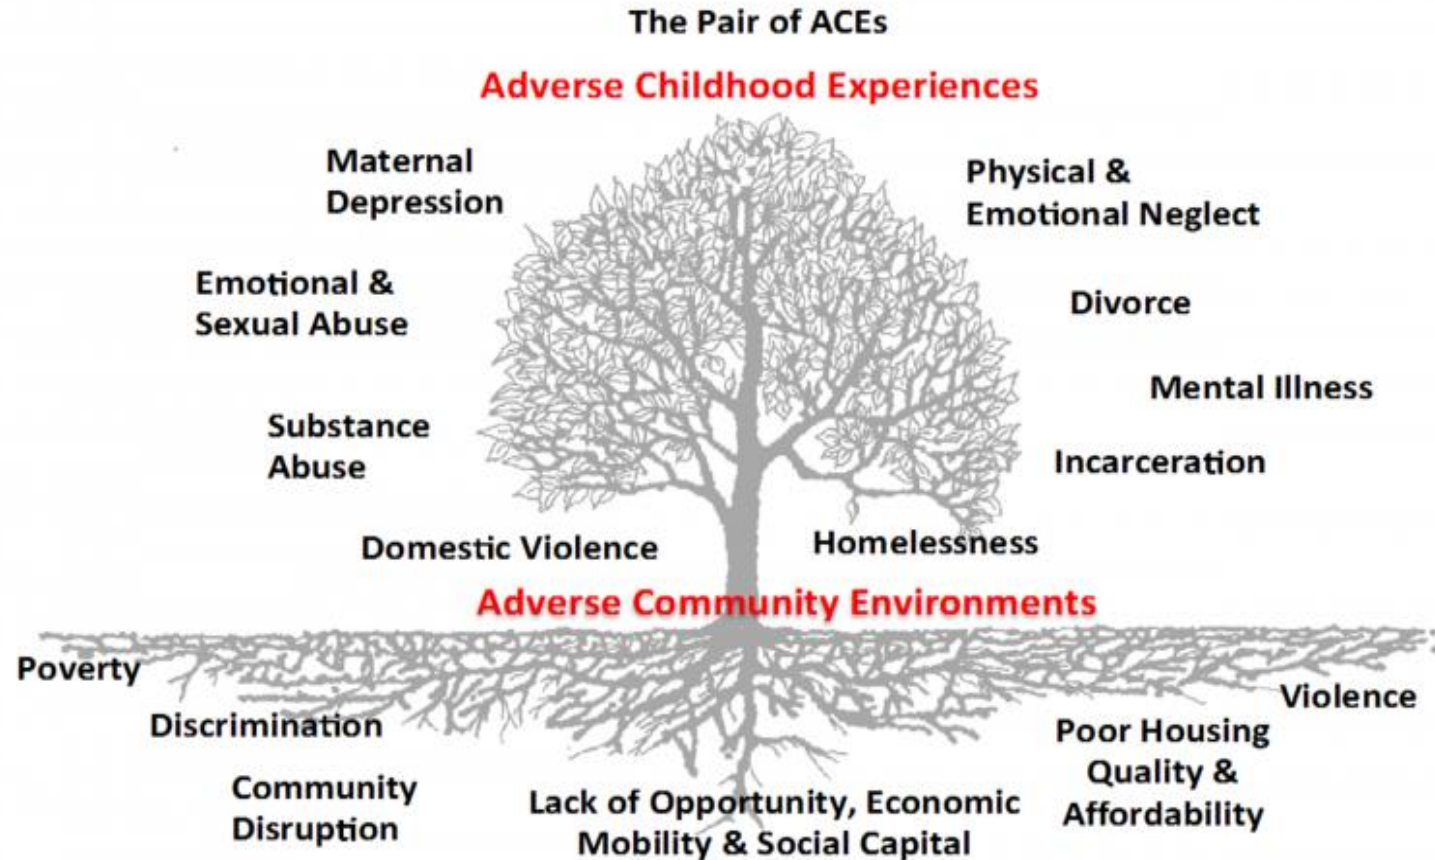 The Pair of ACEs
Adverse Childhood Experiences
Maternal
Depression
Physical &
Emotional Neglect
Emotional &
Sexual Abuse
Divorce
Mental Illness
Substance
Abuse
Incarceration
Domestic Violence
Homelessness
Adverse Community Environments
Poverty
Violence
Discrimination
Poor Housing
Quality &
Affordability
Community
Disruption
Lack of Opportunity, Economic
Mobility & Social Capital